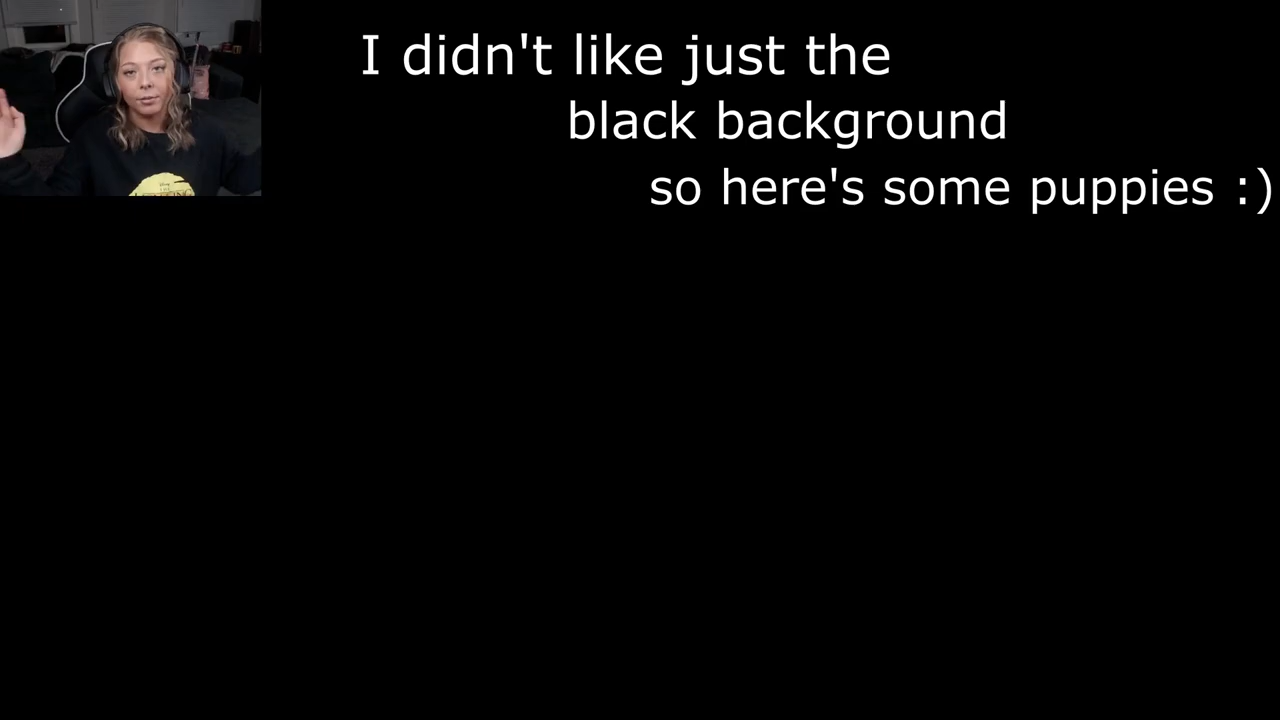 I didn't like just the
black background
so here's some puppies :)